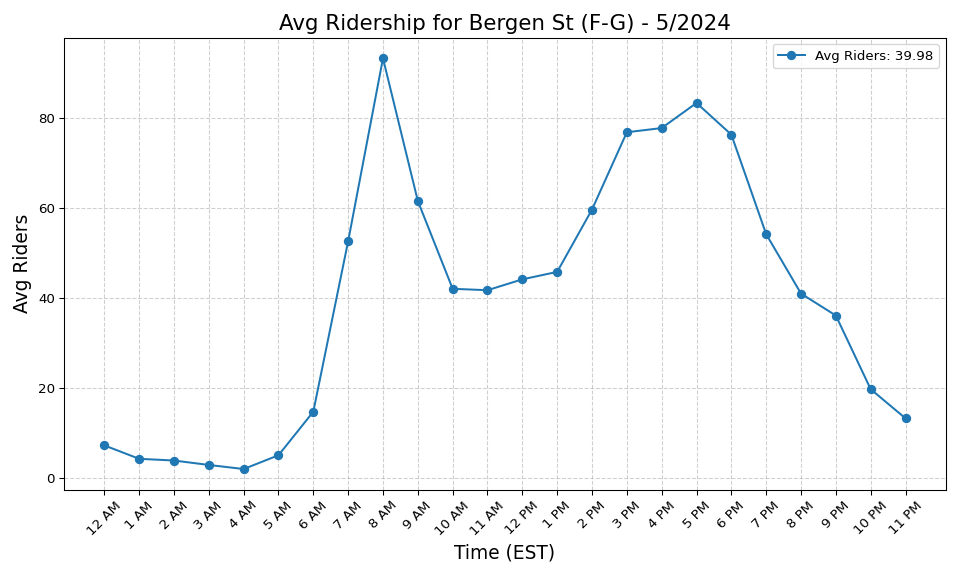 Avg Ridership for Bergen St (F-G) - 5/2024
Avg Riders: 39.98
Avg Riders
80
60
40
20
0
12 AM
1 AM
2 AM
3 AM
4 AM
5 AM
6 AM
7 AM
8 AM
9 AM
10 AM
11 AM
12 PM
1 PM
2 PM
3 PM
4 PM
5 PM
6 PM
7 PM
8 PM
9 PM
10 PM
11 PM
Time (EST)